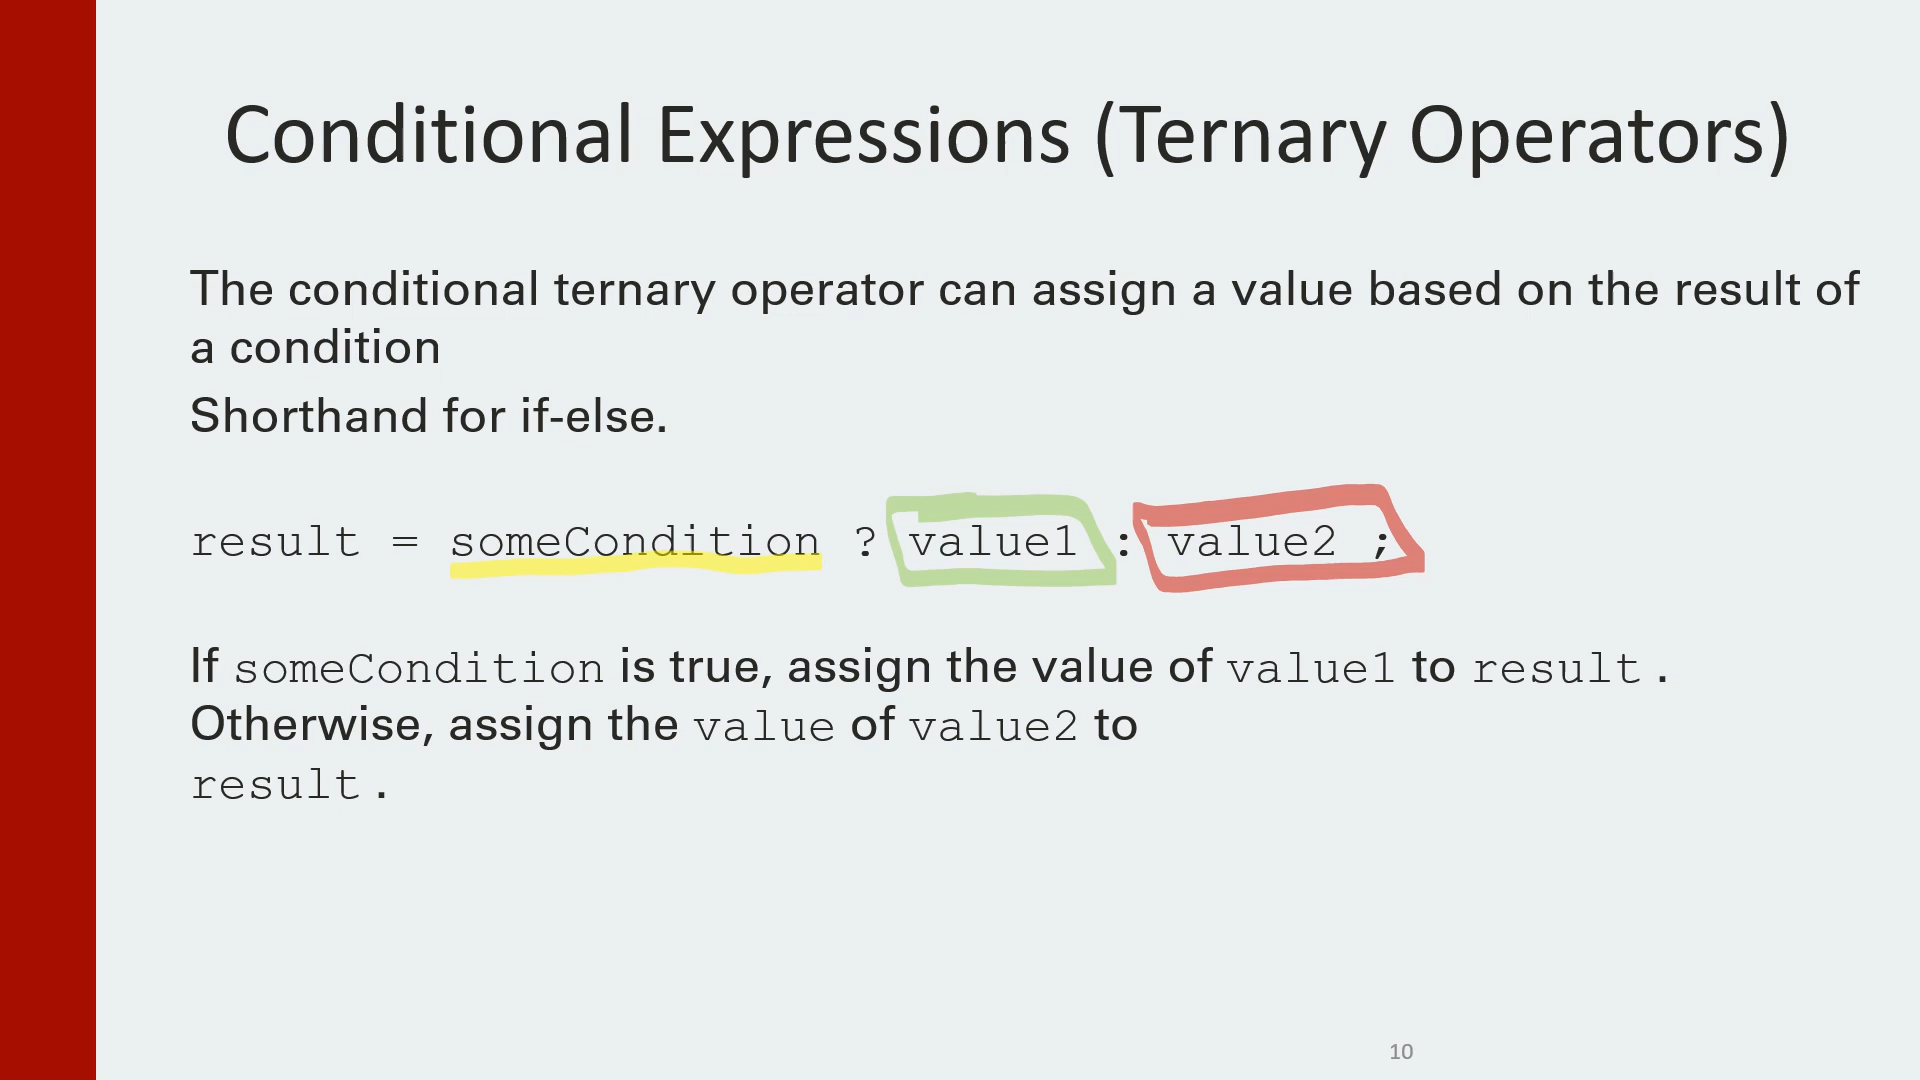 Conditional Expressions (Ternary Operators)
The conditional ternary operator can assign a value based on the result of
a condition
Shorthand for if-else.
result = someCondition ? value1 : value2 ;
If someCondition is true, assign the value of value1 to result .
Otherwise, assign the value of value2 to
result .
10